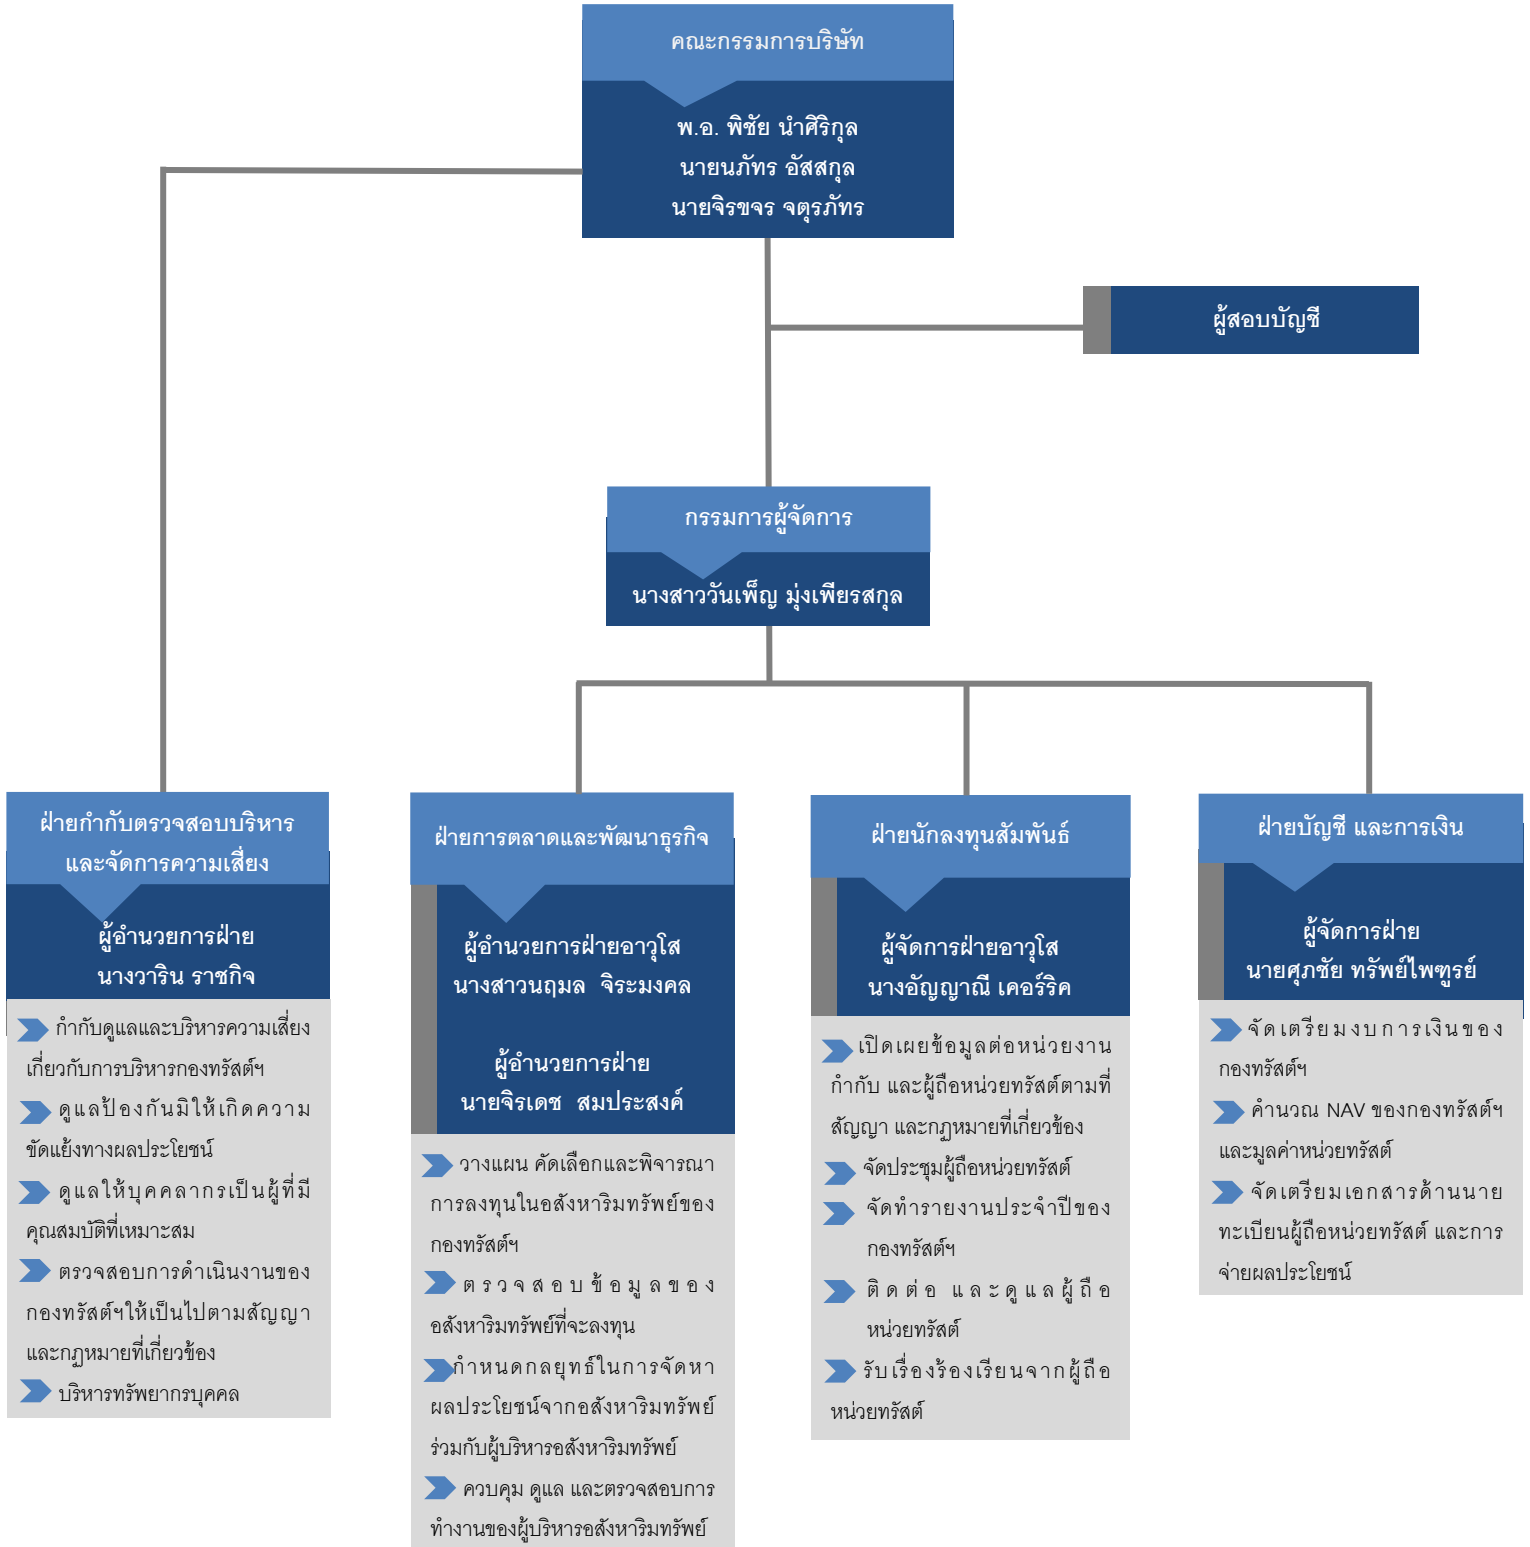 คณะกรรมการบริษัท
พ.อ. พิชัย นำศิริกุล
นายนภัทร อัสสกุล
นายจิรขจร จตุรภัทร
ผู้สอบบัญชี
กรรมการผู้จัดการ
นางสาววันเพ็ญ มุ่งเพียรสกุล
ฝ่ายกำกับตรวจสอบบริหาร
และจัดการความเสี่ยง
ผู้อำนวยการฝ่าย
นางวาริน ราชกิจ
กำกับดูแลและบริหารความเสี่ยง
เกี่ยวกับการบริหารกองทรัสต์ฯ
ดูแลป้องกันมิให้เกิดความ
ขัดแย้งทางผลประโยชน์
ดูแลให้บุคคลากรเป็นผู้ที่มี
คุณสมบัติที่เหมาะสม
ตรวจสอบการดำเนินงานของ
กองทรัสต์ฯให้เป็นไปตามสัญญา
และกฎหมายที่เกี่ยวข้อง
บริหารทรัพยากรบุคคล
ฝ่ายการตลาดและพัฒนาธุรกิจ
ผู้อำนวยการฝ่ายอาวุโส
นางสาวนฤมล จิระมงคล
ผู้อำนวยการฝ่าย
นายจิรเดช สมประสงค์
วางแผน คัดเลือกและพิจารณา
การลงทุนในอสังหาริมทรัพย์ของ
กองทรัสต์ฯ
ตรวจสอบข้อมูลของ
อสังหาริมทรัพย์ที่จะลงทุน
กำหนดกลยุทธ์ในการจัดหา
ผลประโยชน์จากอสังหาริมทรัพย์
ร่วมกับผู้บริหารอสังหาริมทรัพย์
ควบคุม ดูแล และตรวจสอบการ
ทำงานของผู้บริหารอสังหาริมทรัพย์
ฝ่ายนักลงทุนสัมพันธ์
ผู้จัดการฝ่ายอาวุโส
นางอัญญาณี เคอร์ริค
เปิดเผยข้อมูลต่อหน่วยงาน
กำกับ และผู้ถือหน่วยทรัสต์ตามที่
สัญญา และกฎหมายที่เกี่ยวข้อง
จัดประชุมผู้ถือหน่วยทรัสต์
จัดทำรายงานประจำปีของ
กองทรัสต์ฯ
ติดต่อ และดูแลผู้ถือ
หน่วยทรัสต์
รับเรื่องร้องเรียนจากผู้ถือ
หน่วยทรัสต์
ฝ่ายบัญชี และการเงิน
ผู้จัดการฝ่าย
นายศุภชัย ทรัพย์ไพฑูรย์
จัดเตรียมงบการเงินของ
กองทรัสต์ฯ
คำนวณ NAV ของกองทรัสต์ฯ
และมูลค่าหน่วยทรัสต์
จัดเตรียมเอกสารด้านนาย
ทะเบียนผู้ถือหน่วยทรัสต์ และการ
จ่ายผลประโยชน์